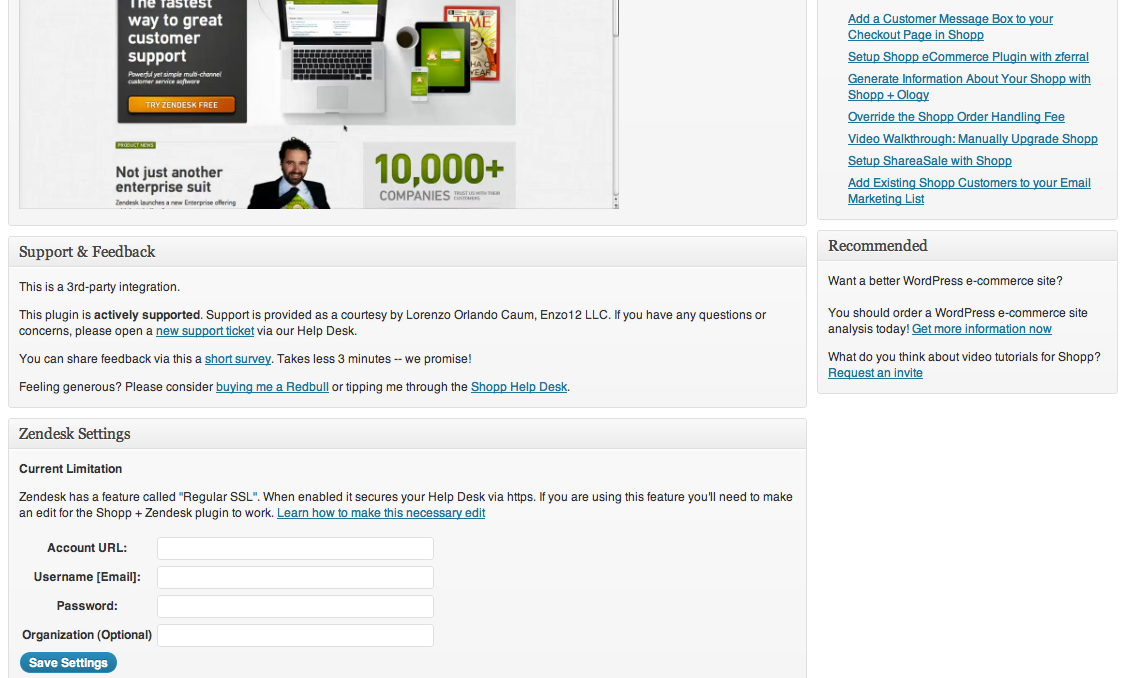 The fastest
way to great
customer
support
Powerful yet simple multi-channel
customer service software
TRY ZENDESK FREE
TIME
PRODUCT NEWS
Not just another
enterprise suit
Zendesk launches a new Enterprise offering
10,000+
COMPANIES
TRUST US WITH THEIR
CUSTOMERS
Support & Feedback
This is a 3rd-party integration.
This plugin is actively supported. Support is provided as a courtesy by Lorenzo Orlando Caum, Enzo12 LLC. If you have any questions or
concerns, please open a new support ticket via our Help Desk.
You can share feedback via this a short survey. Takes less 3 minutes -- we promise!
Feeling generous? Please consider buying me a Redbull or tipping me through the Shopp Help Desk.
Zendesk Settings
Current Limitation
Zendesk has a feature called "Regular SSL". When enabled it secures your Help Desk via https. If you are using this feature you'll need to make
an edit for the Shopp + Zendesk plugin to work. Learn how to make this necessary edit
Account URL:
Username [Email]:
Password:
Organization (Optional)
Save Settings
Add a Customer Message Box to your
Checkout Page in Shopp
Setup Shopp eCommerce Plugin with zferral
Generate Information About Your Shopp with
Shopp + Ology
Override the Shopp Order Handling Fee
Video Walkthrough: Manually Upgrade Shopp
Setup ShareaSale with Shopp
Add Existing Shopp Customers to your Email
Marketing List
Recommended
Want a better WordPress e-commerce site?
You should order a WordPress e-commerce site
analysis today! Get more information now
What do you think about video tutorials for Shopp?
Request an invite